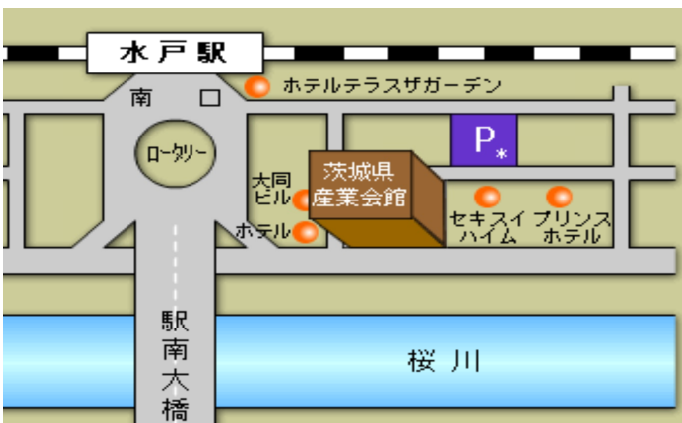 水戸駅
南口
ホテルテラスザガーデン
P*
ロータリー
大同
ビル
茨城県
産業会館
ホテル
セキスイ
ハイム
プリンス
ホテル
駅南大橋
桜川